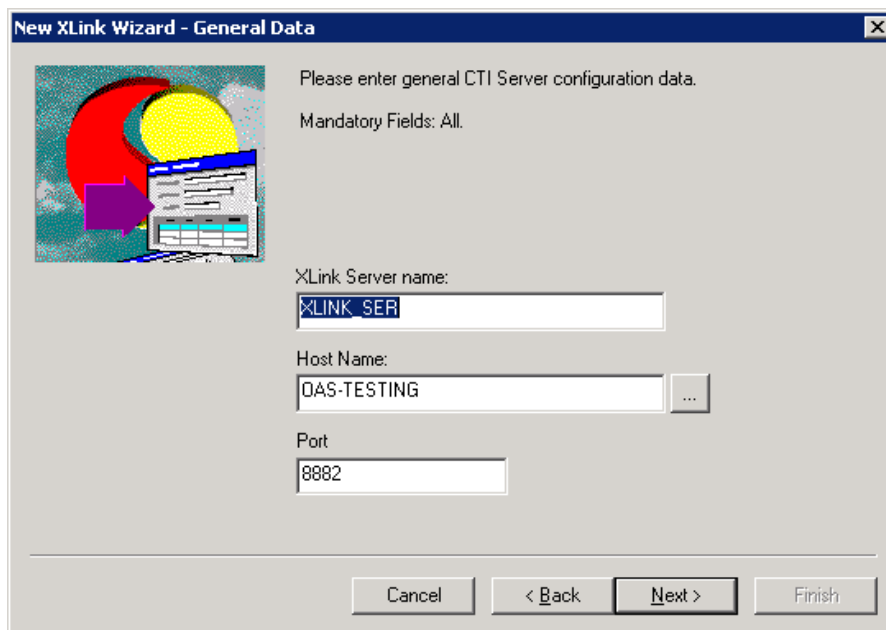 New XLink Wizard - General Data
Please enter general CTI Server configuration data.
Mandatory Fields: All.
XLink Server name:
XLINK_SER
Host Name:
OAS-TESTING
...
Port
8882
Cancel
< Back
Next >
Finish